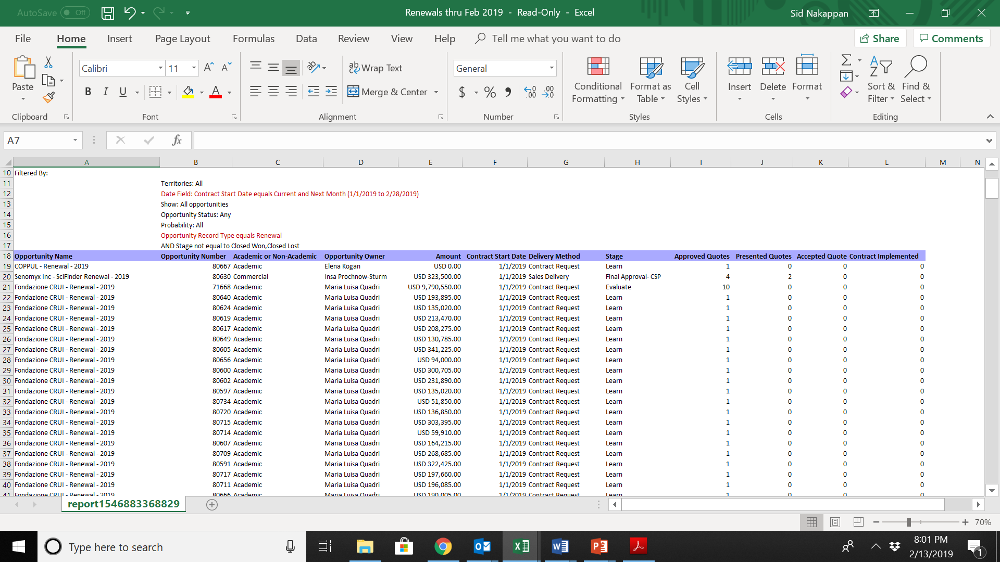 AutoSave Off Renewals thru Feb 2019 - Read-Only - Excel Sid Nakappan
File Home Insert Page Layout Formulas Data Review View Help Tell me what you want to do Share Comments
Paste Calibri 11 Wrap Text General Conditional Formatting Format as Table Cell Styles Insert Delete Format Sort & Filter Find & Select
B I U Merge & Center $ % .00 .00
Clipboard Font Alignment Number Styles Cells Editing
A7 fx
A B C D E F G H I J K L M N
10 Filtered By:
11 Territories: All
12 Date Field: Contract Start Date equals Current and Next Month (1/1/2019 to 2/28/2019)
13 Show: All opportunities
14 Opportunity Status: Any
15 Probability: All
16 Opportunity Record Type equals Renewal
17 AND Stage not equal to Closed Won,Closed Lost
18 Opportunity Name Opportunity Number Academic or Non-Academic Opportunity Owner Amount Contract Start Date Delivery Method Stage Approved Quotes Presented Quotes Accepted Quote Contract Implemented
19 COPPUL - Renewal - 2019 80667 Academic Elena Kogan USD 0.00 1/1/2019 Contract Request Learn 1 0 0 0
20 Senomyx Inc - SciFinder Renewal - 2019 80630 Commercial Insa Prochnow-Sturm USD 323,500.00 1/1/2019 Sales Delivery Final Approval- CSP 4 2 0 0
21 Fondazione CRUI - Renewal - 2019 71668 Academic Maria Luisa Quadri USD 9,790,550.00 1/1/2019 Contract Request Evaluate 10 0 0 0
22 Fondazione CRUI - Renewal - 2019 80640 Academic Maria Luisa Quadri USD 193,895.00 1/1/2019 Contract Request Learn 1 0 0 0
23 Fondazione CRUI - Renewal - 2019 80624 Academic Maria Luisa Quadri USD 135,020.00 1/1/2019 Contract Request Learn 1 0 0 0
24 Fondazione CRUI - Renewal - 2019 80619 Academic Maria Luisa Quadri USD 213,470.00 1/1/2019 Contract Request Learn 1 0 0 0
25 Fondazione CRUI - Renewal - 2019 80617 Academic Maria Luisa Quadri USD 208,275.00 1/1/2019 Contract Request Learn 1 0 0 0
26 Fondazione CRUI - Renewal - 2019 80649 Academic Maria Luisa Quadri USD 130,785.00 1/1/2019 Contract Request Learn 1 0 0 0
27 Fondazione CRUI - Renewal - 2019 80605 Academic Maria Luisa Quadri USD 341,225.00 1/1/2019 Contract Request Learn 1 0 0 0
28 Fondazione CRUI - Renewal - 2019 80656 Academic Maria Luisa Quadri USD 94,000.00 1/1/2019 Contract Request Learn 1 0 0 0
29 Fondazione CRUI - Renewal - 2019 80600 Academic Maria Luisa Quadri USD 300,705.00 1/1/2019 Contract Request Learn 1 0 0 0
30 Fondazione CRUI - Renewal - 2019 80602 Academic Maria Luisa Quadri USD 231,890.00 1/1/2019 Contract Request Learn 1 0 0 0
31 Fondazione CRUI - Renewal - 2019 80597 Academic Maria Luisa Quadri USD 135,020.00 1/1/2019 Contract Request Learn 1 0 0 0
32 Fondazione CRUI - Renewal - 2019 80734 Academic Maria Luisa Quadri USD 51,850.00 1/1/2019 Contract Request Learn 1 0 0 0
33 Fondazione CRUI - Renewal - 2019 80720 Academic Maria Luisa Quadri USD 136,850.00 1/1/2019 Contract Request Learn 1 0 0 0
34 Fondazione CRUI - Renewal - 2019 80715 Academic Maria Luisa Quadri USD 303,395.00 1/1/2019 Contract Request Learn 1 0 0 0
35 Fondazione CRUI - Renewal - 2019 80714 Academic Maria Luisa Quadri USD 59,910.00 1/1/2019 Contract Request Learn 1 0 0 0
36 Fondazione CRUI - Renewal - 2019 80607 Academic Maria Luisa Quadri USD 164,215.00 1/1/2019 Contract Request Learn 1 0 0 0
37 Fondazione CRUI - Renewal - 2019 80709 Academic Maria Luisa Quadri USD 268,685.00 1/1/2019 Contract Request Learn 1 0 0 0
38 Fondazione CRUI - Renewal - 2019 80591 Academic Maria Luisa Quadri USD 322,425.00 1/1/2019 Contract Request Learn 1 0 0 0
39 Fondazione CRUI - Renewal - 2019 80717 Academic Maria Luisa Quadri USD 197,660.00 1/1/2019 Contract Request Learn 1 0 0 0
40 Fondazione CRUI - Renewal - 2019 80711 Academic Maria Luisa Quadri USD 196,085.00 1/1/2019 Contract Request Learn 1 0 0 0
41 Fondazione CRUI - Renewal - 2019 80666 Academic Maria Luisa Quadri USD 190,005.00 1/1/2019 Contract Request Learn 1 0 0 0
report1546883368829
70%
Type here to search
8:01 PM
2/13/2019
1